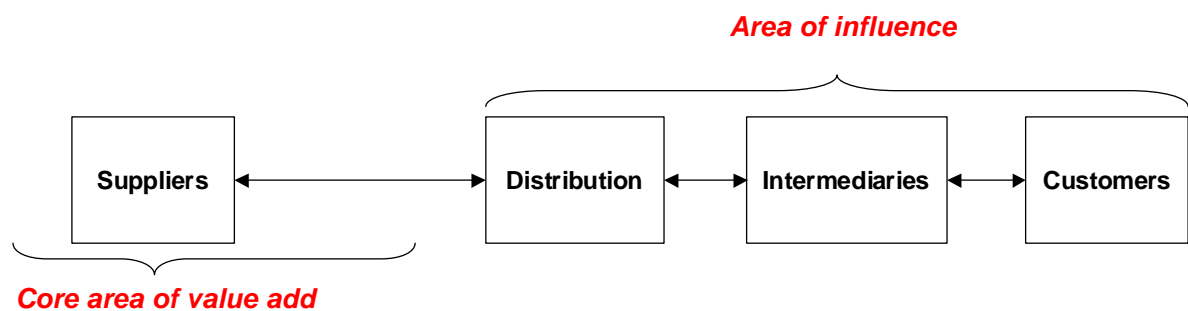 Area of influence
Suppliers
Distribution
Intermediaries
Customers
Core area of value add